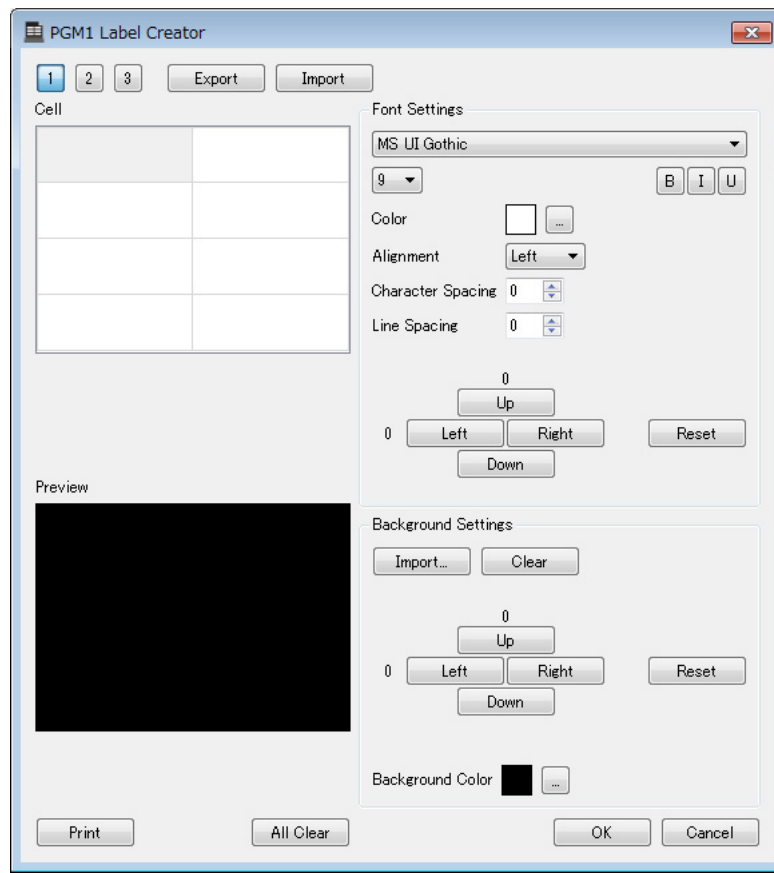 PGM1 Label Creator
1 2 3 Export Import
Cell
Font Settings
MS UI Gothic
9 B I U
Color ...
Alignment Left
Character Spacing 0
Line Spacing 0
0
Up
0 Left Right Reset
Down
Preview
Background Settings
Import... Clear
0
Up
0 Left Right Reset
Down
Background Color ...
Print All Clear OK Cancel